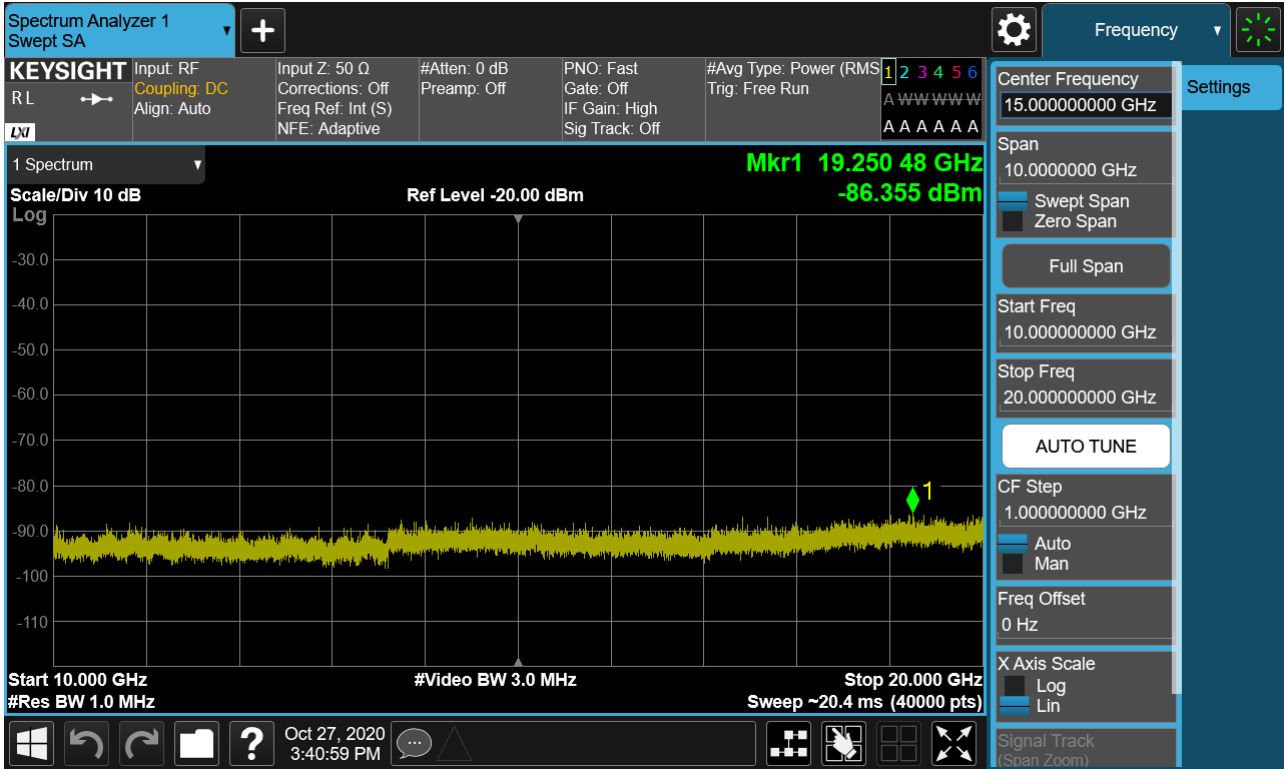 Spectrum Analyzer 1
Swept SA
Frequency
KEYSIGHT
R L
LXI
Input: RF
Coupling: DC
Align: Auto
Input Z: 50 Ω
Corrections: Off
Freq Ref: Int (S)
NFE: Adaptive
#Atten: 0 dB
Preamp: Off
PNO: Fast
Gate: Off
IF Gain: High
Sig Track: Off
#Avg Type: Power (RMS
Trig: Free Run
1 2 3 4 5 6
A W W W W W
A A A A A A
1 Spectrum
Scale/Div 10 dB
Log
Ref Level -20.00 dBm
Mkr1 19.250 48 GHz
-86.355 dBm
-30.0
-40.0
-50.0
-60.0
-70.0
-80.0
-90.0
-100
-110
1
Start 10.000 GHz
#Res BW 1.0 MHz
#Video BW 3.0 MHz
Stop 20.000 GHz
Sweep ~20.4 ms (40000 pts)
Center Frequency
15.000000000 GHz
Span
10.0000000 GHz
Swept Span
Zero Span
Full Span
Start Freq
10.000000000 GHz
Stop Freq
20.000000000 GHz
AUTO TUNE
CF Step
1.000000000 GHz
Auto
Man
Freq Offset
0 Hz
X Axis Scale
Log
Lin
Signal Track
(Span Zoom)
Settings
?
Oct 27, 2020
3:40:59 PM